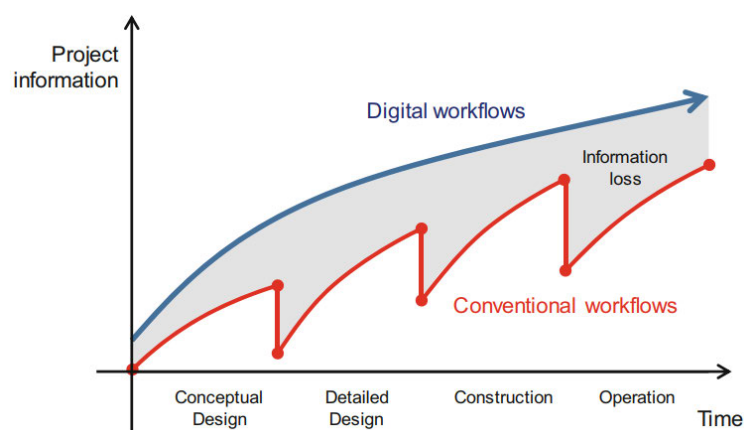 Project
information
Digital workflows
Information
loss
Conventional workflows
Conceptual
Design
Detailed
Design
Construction
Operation
Time